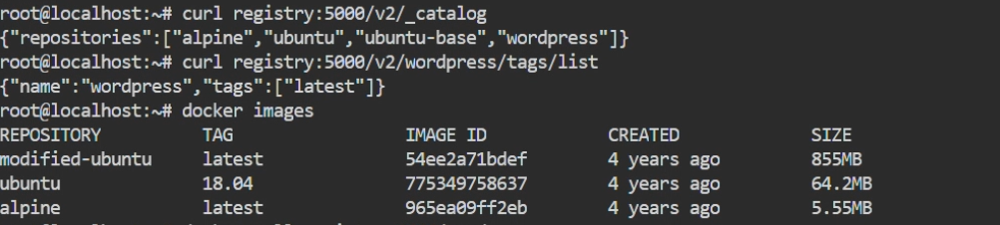 root@localhost:~# curl registry:5000/v2/_catalog
{"repositories":["alpine","ubuntu","ubuntu-base","wordpress"]}
root@localhost:~# curl registry:5000/v2/wordpress/tags/list
{"name":"wordpress","tags":["latest"]}
root@localhost:~# docker images
REPOSITORY TAG IMAGE ID CREATED SIZE
modified-ubuntu latest 54ee2a71bdef 4 years ago 855MB
ubuntu 18.04 775349758637 4 years ago 64.2MB
alpine latest 965ea09ff2eb 4 years ago 5.55MB